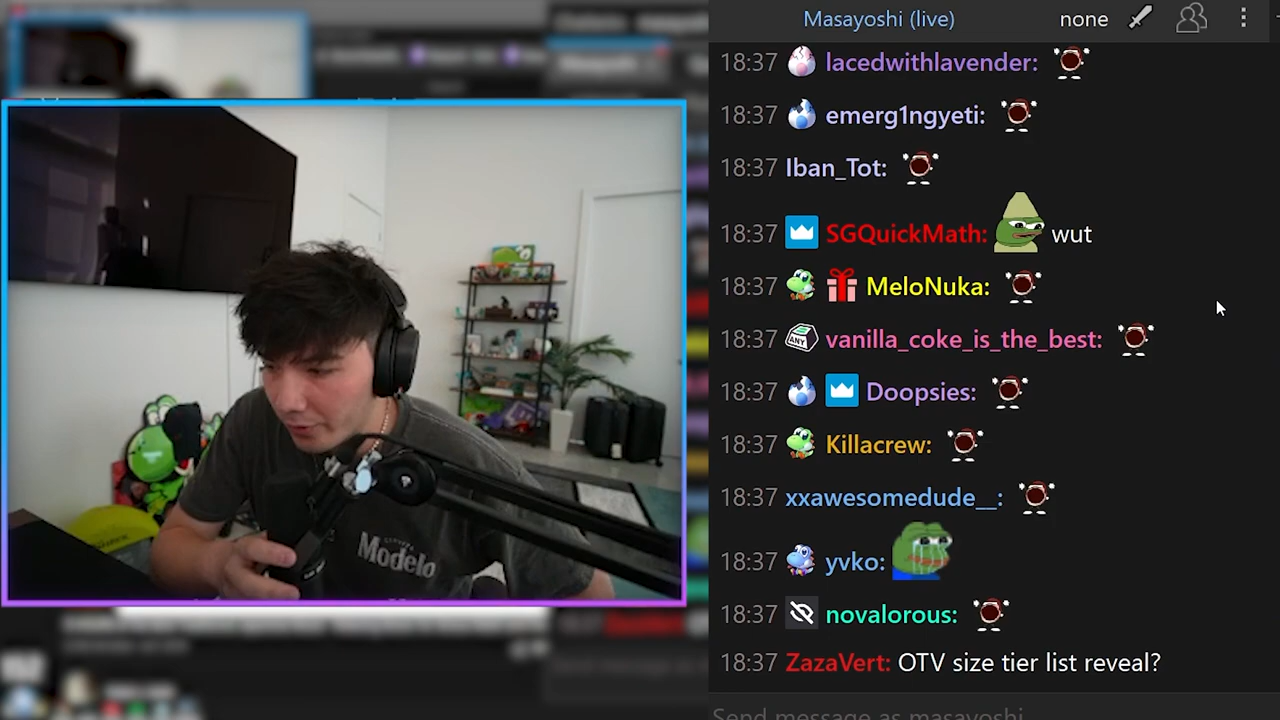 Masayoshi (live)
none
18:37 lacedwithlavender:
18:37 emerg1ngyeti:
18:37 Iban_Tot:
18:37 SGQuickMath: wut
18:37 MeloNuka:
18:37 ANY vanilla_coke_is_the_best:
18:37 Doopsies:
18:37 Killacrew:
18:37 xxawesomedude__:
18:37 yvko:
18:37 novalorous:
18:37 ZazaVert: OTV size tier list reveal?
Send message as masayoshi
Modelo